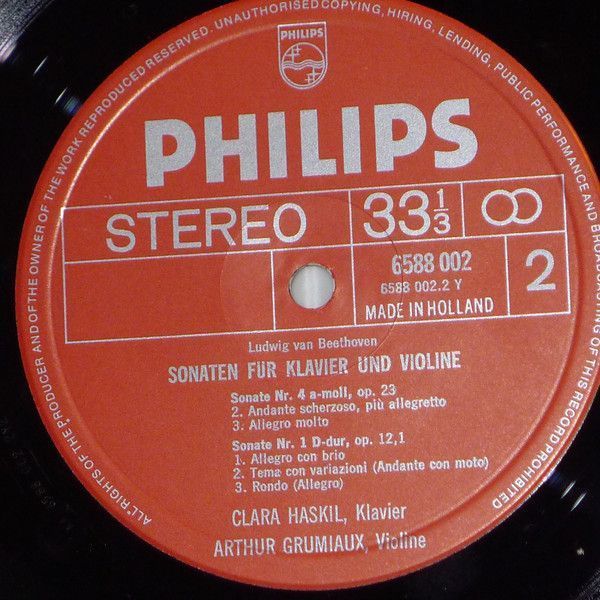 ALL RIGHTS OF THE PRODUCER AND OF THE OWNER OF THE WORK REPRODUCED RESERVED. UNAUTHORISED COPYING, HIRING, LENDING, PUBLIC PERFORMANCE AND BROADCASTING OF THIS RECORD PROHIBITED
PHILIPS
PHILIPS
STEREO
33 1/3
6588 002
6588 002.2 Y
MADE IN HOLLAND
2
Ludwig van Beethoven
SONATEN FÜR KLAVIER UND VIOLINE
Sonate Nr. 4 a-moll, op. 23
2. Andante scherzoso, più allegretto
3. Allegro molto
Sonate Nr. 1 D-dur, op. 12,1
1. Allegro con brio
2. Tema con variazioni (Andante con moto)
3. Rondo (Allegro)
CLARA HASKIL, Klavier
ARTHUR GRUMIAUX, Violine